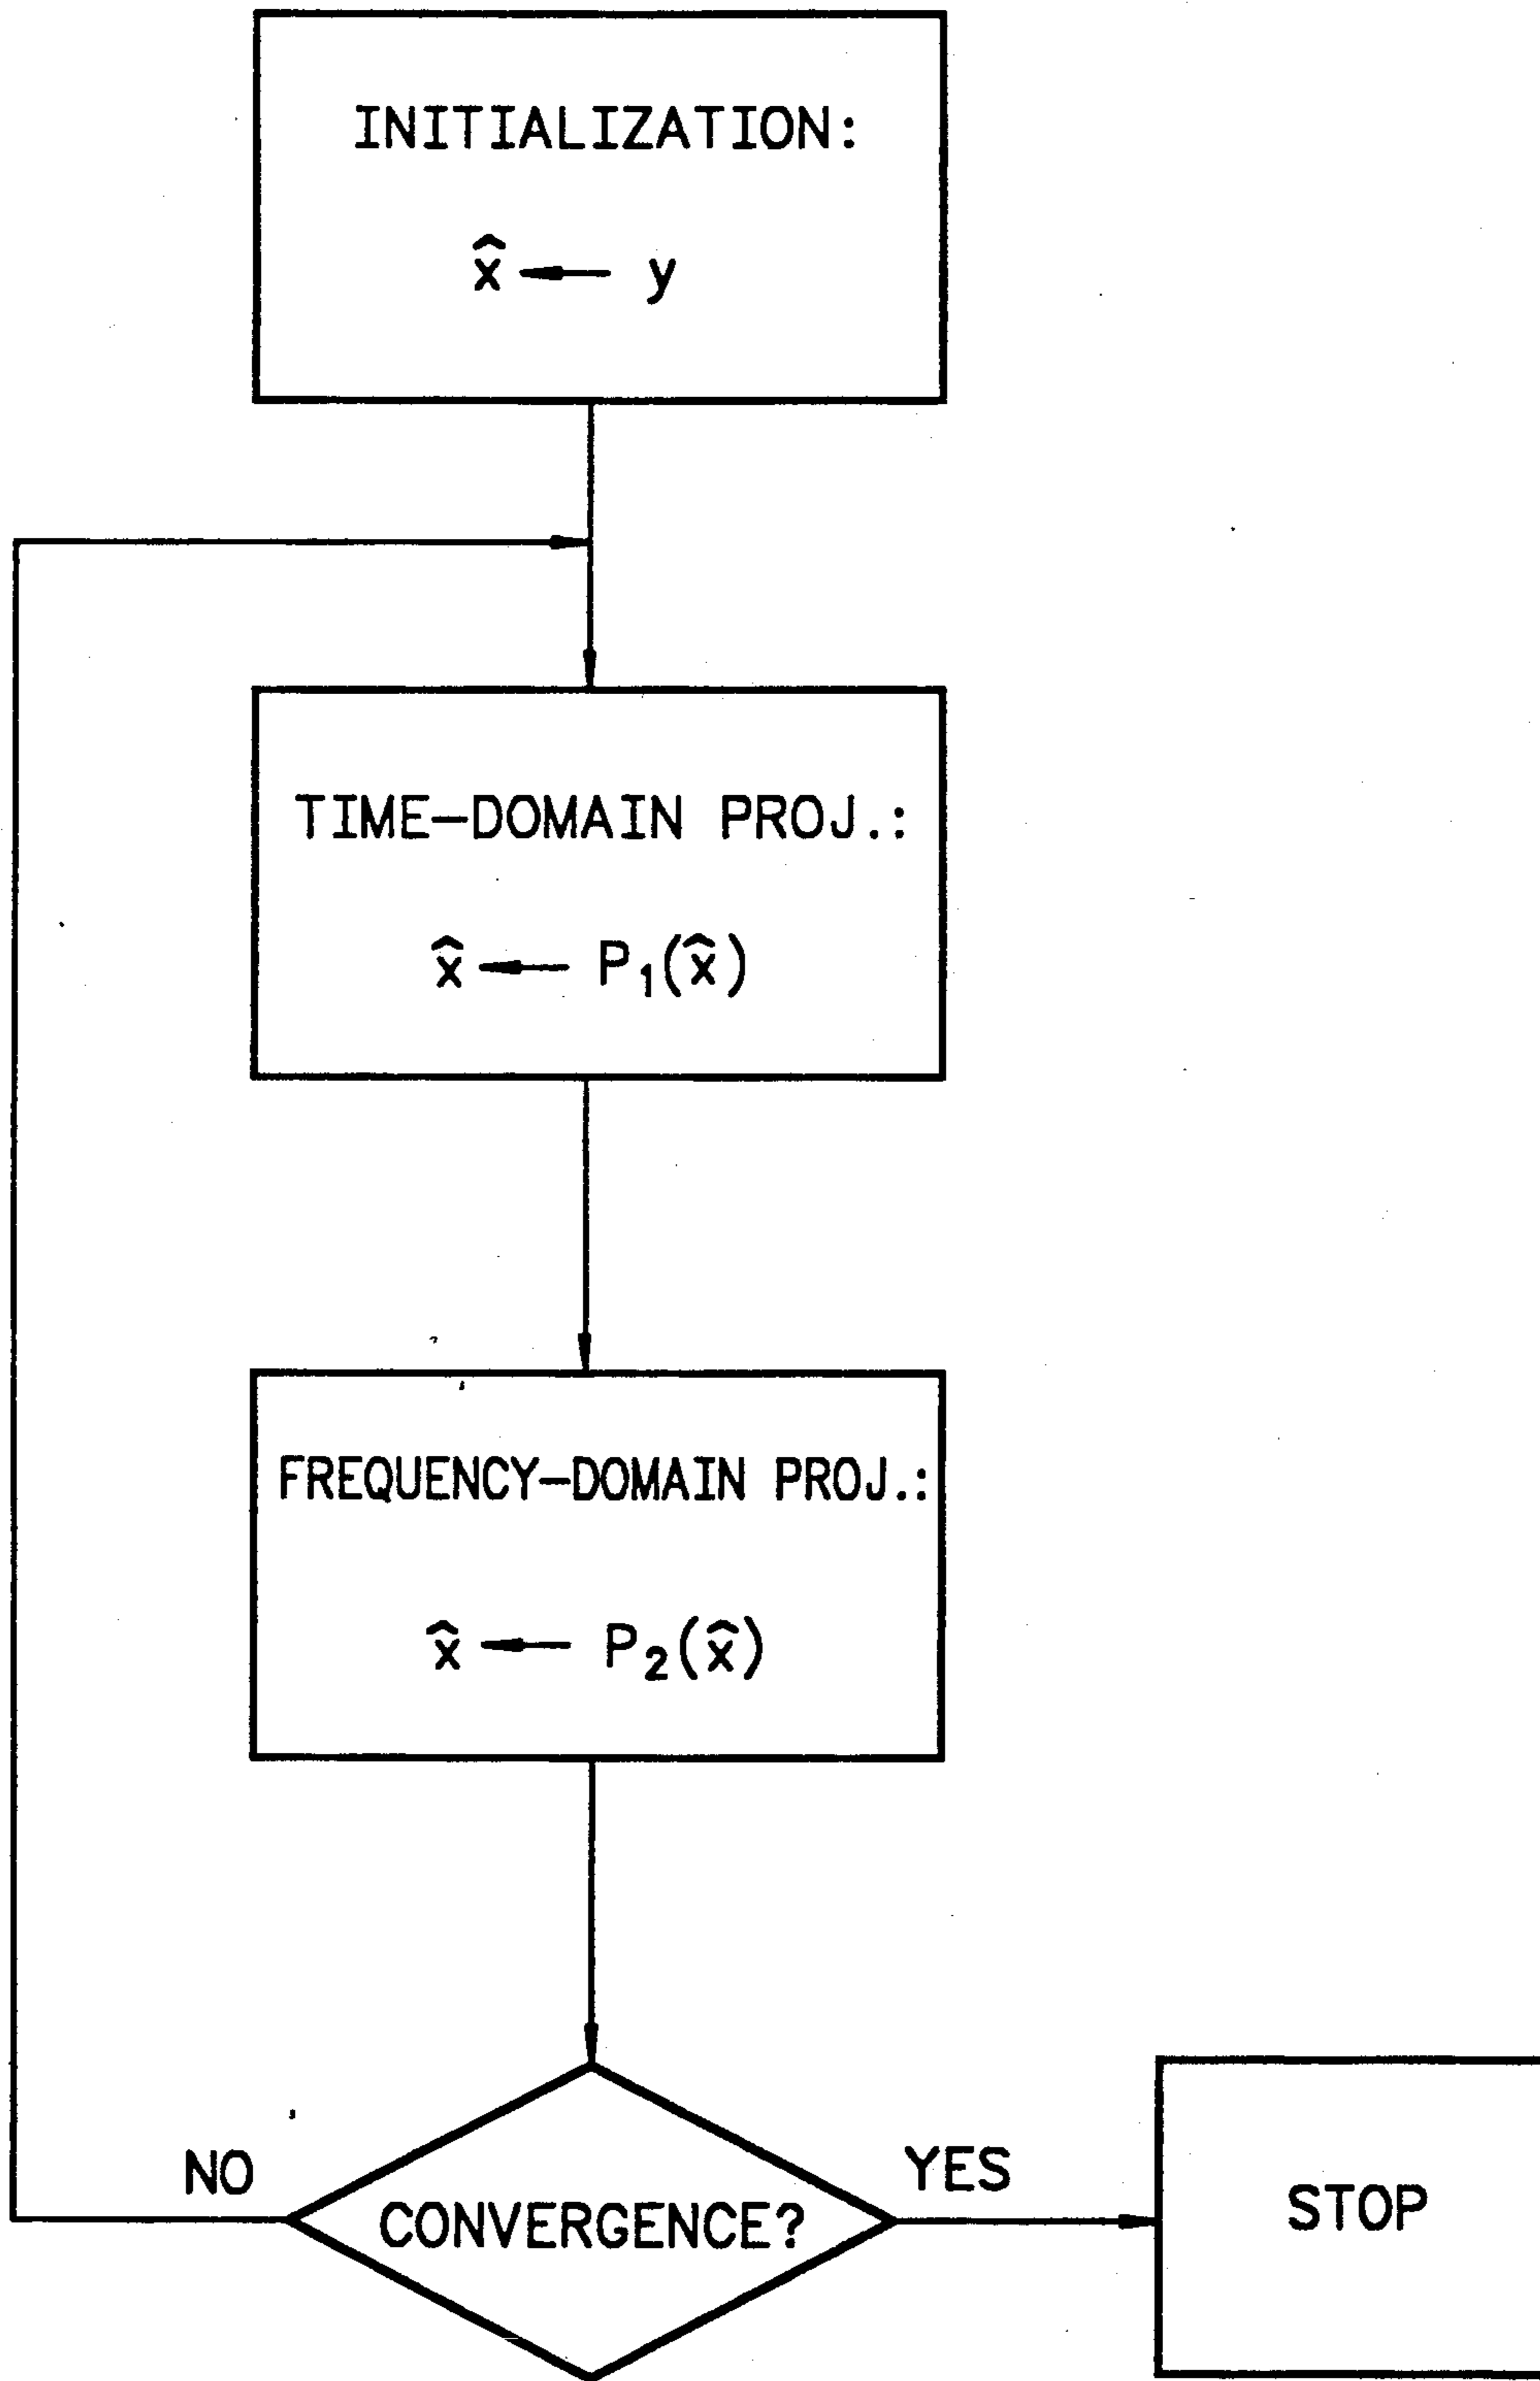 INITIALIZATION:
x̂ ← y
TIME-DOMAIN PROJ.:
x̂ ← P₁(x̂)
FREQUENCY-DOMAIN PROJ.:
x̂ ← P₂(x̂)
NO
YES
CONVERGENCE?
STOP